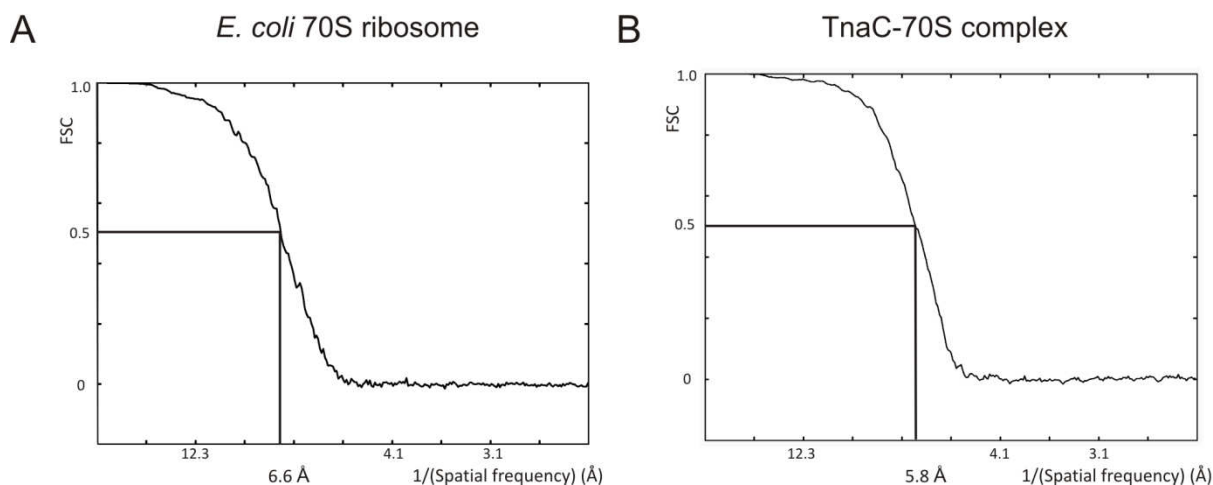 A
E. coli 70S ribosome
1.0
FSC
0.5
0
12.3
4.1
3.1
6.6 Å
1/(Spatial frequency) (Å)
B
TnaC-70S complex
1.0
FSC
0.5
0
12.3
4.1
3.1
5.8 Å
1/(Spatial frequency) (Å)